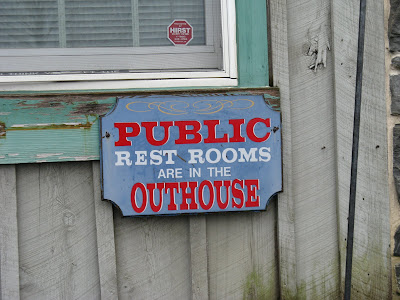 HIRST
PUBLIC
REST ROOMS
ARE IN THE
OUTHOUSE